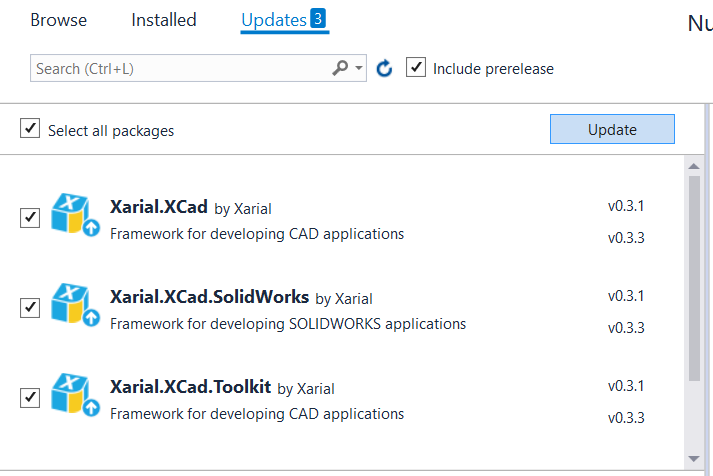 Browse Installed Updates 3 Nu
Search (Ctrl+L) Include prerelease
Select all packages Update
Xarial.XCad by Xarial v0.3.1
Framework for developing CAD applications v0.3.3
Xarial.XCad.SolidWorks by Xarial v0.3.1
Framework for developing SOLIDWORKS applications v0.3.3
Xarial.XCad.Toolkit by Xarial v0.3.1
Framework for developing CAD applications v0.3.3